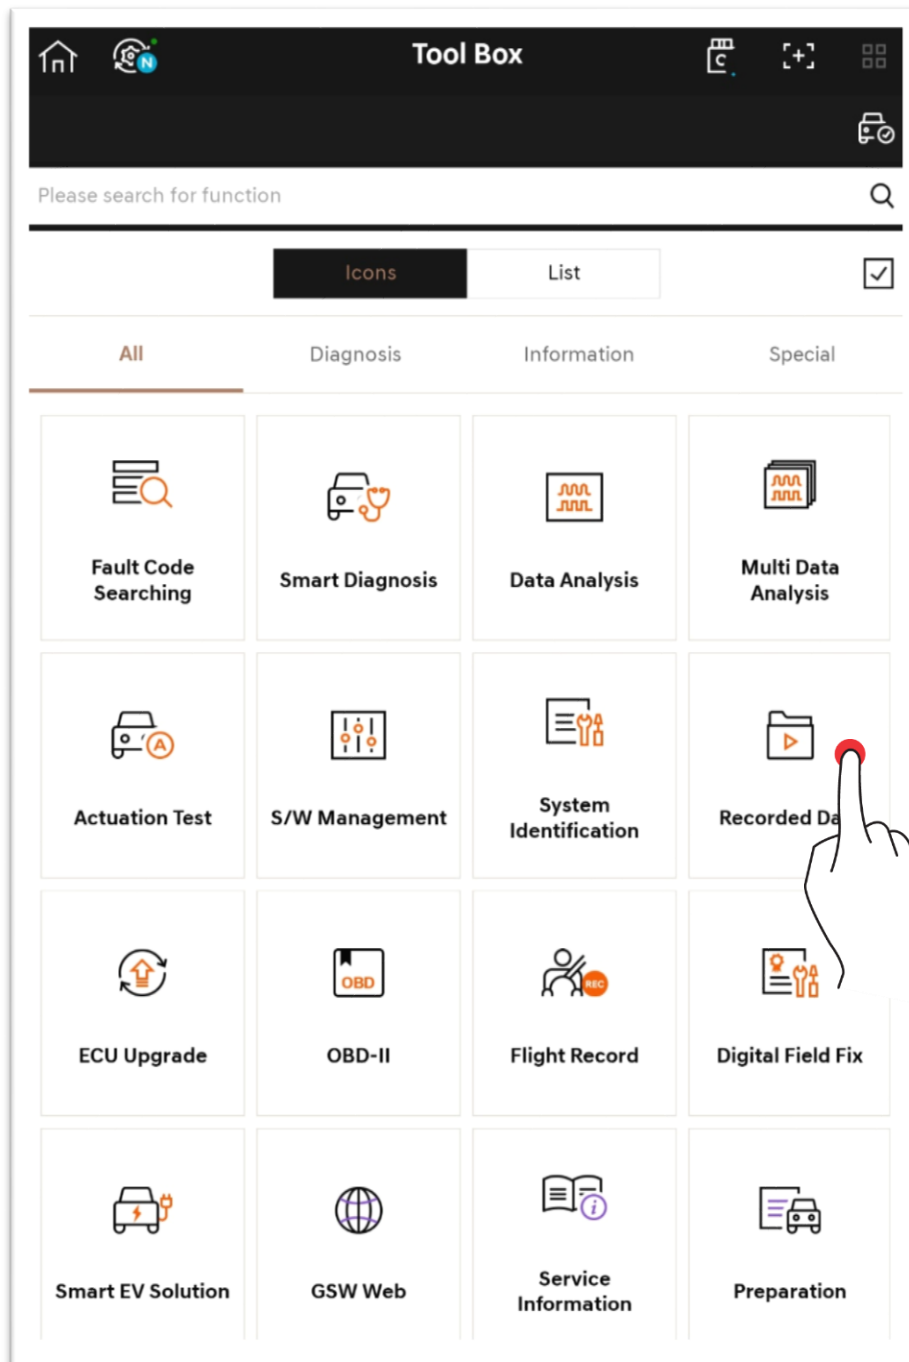 Tool Box
N
C
Please search for function
Icons
List
All
Diagnosis
Information
Special
Fault Code
Searching
Smart Diagnosis
Data Analysis
Multi Data
Analysis
A
Actuation Test
S/W Management
System
Identification
Recorded Da
ECU Upgrade
OBD
OBD-II
REC
Flight Record
Digital Field Fix
Smart EV Solution
GSW Web
i
Service
Information
Preparation